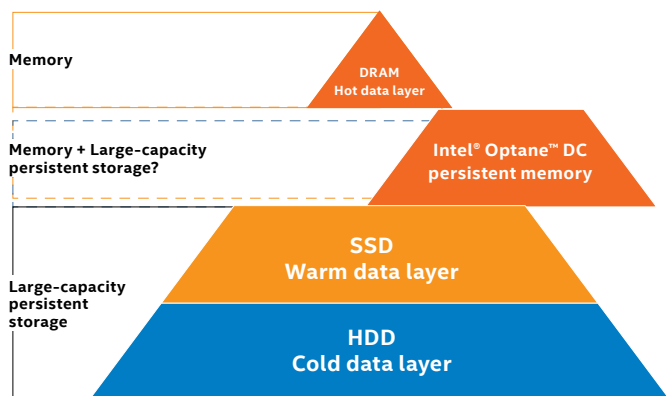 Memory
DRAM
Hot data layer
Memory + Large-capacity
persistent storage?
Intel® Optane™ DC
persistent memory
SSD
Warm data layer
Large-capacity
persistent
storage
HDD
Cold data layer